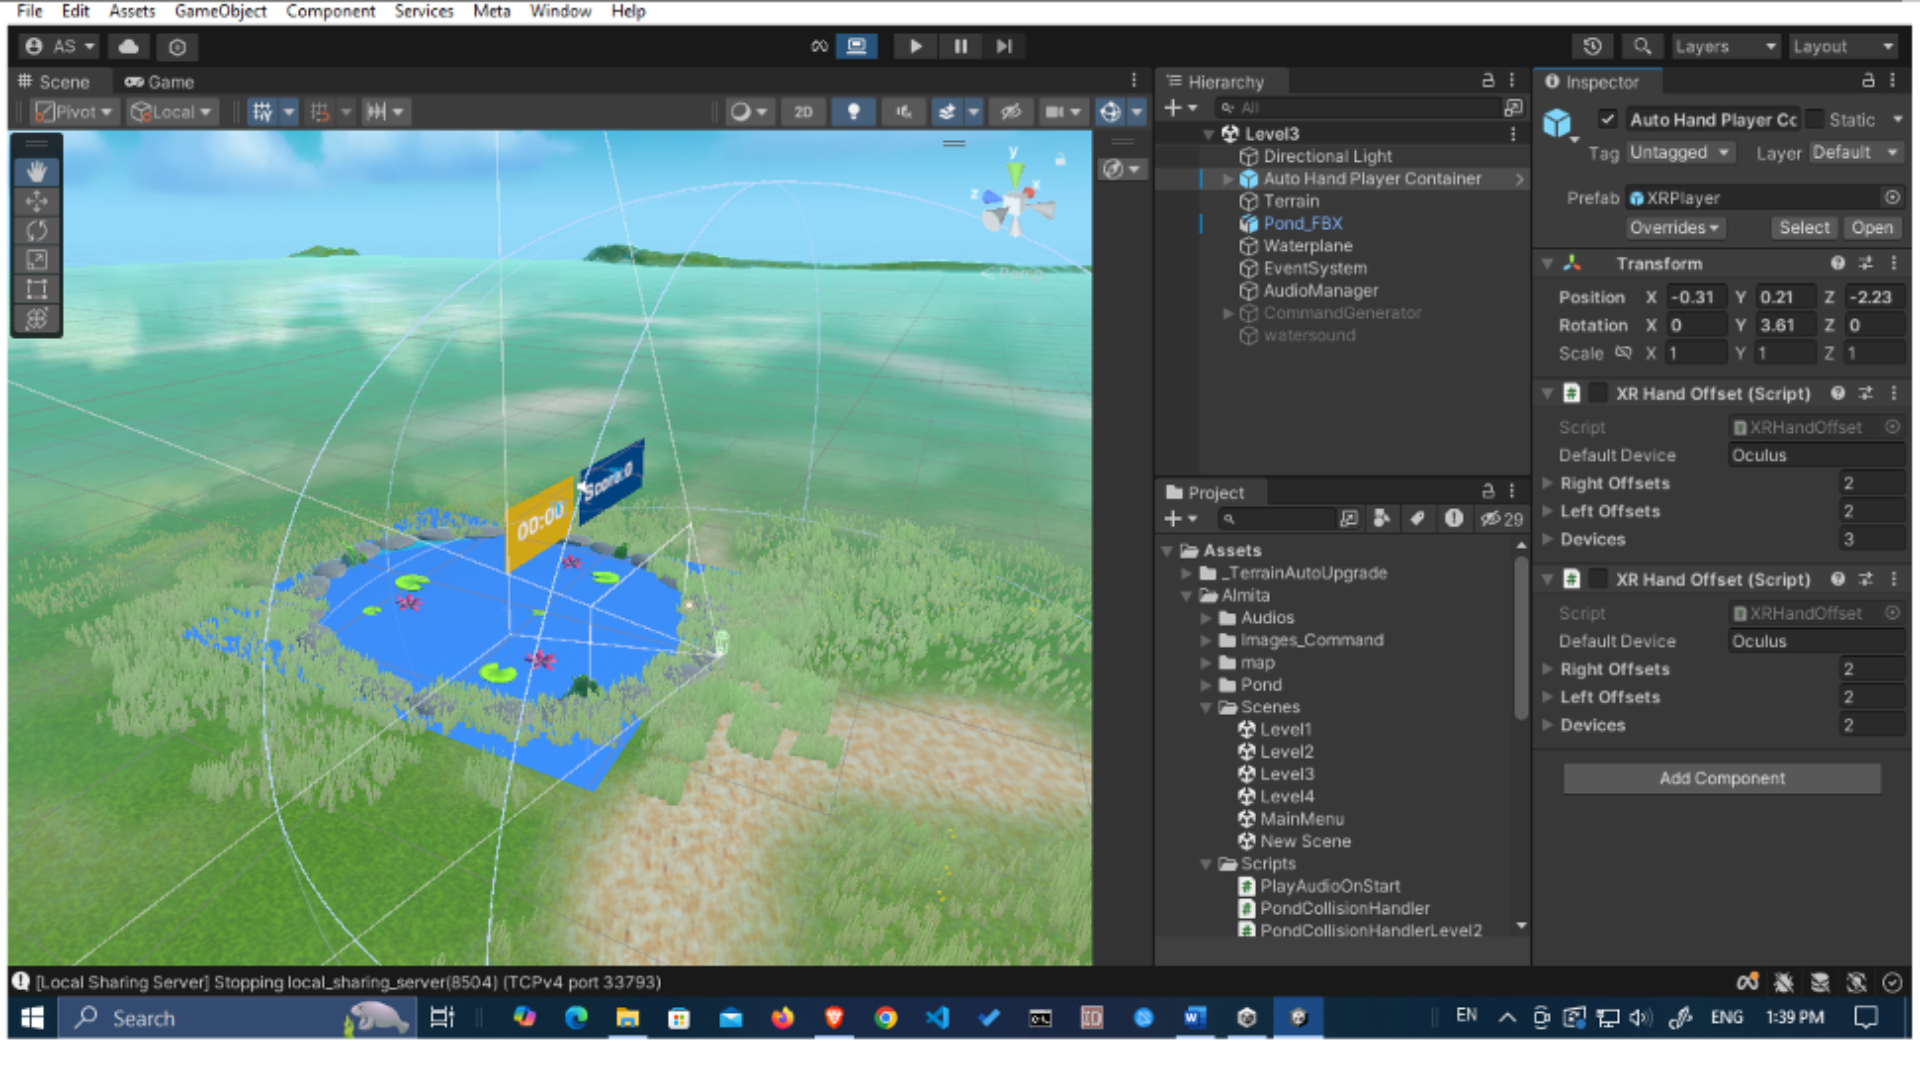 File Edit Assets GameObject Component Services Meta Window Help
AS
Layers
Layout
Scene Game
Pivot Local 2D
y
x
z
Persp
00:00
Score:0
Hierarchy
All
Level3
Directional Light
Auto Hand Player Container
Terrain
Pond_FBX
Waterplane
EventSystem
AudioManager
CommandGenerator
watersound
Project
29
Assets
_TerrainAutoUpgrade
Almita
Audios
Images_Command
map
Pond
Scenes
Level1
Level2
Level3
Level4
MainMenu
New Scene
Scripts
PlayAudioOnStart
PondCollisionHandler
PondCollisionHandlerLevel2
Inspector
Auto Hand Player Cc Static
Tag Untagged Layer Default
Prefab XRPlayer
Overrides Select Open
Transform
Position X -0.31 Y 0.21 Z -2.23
Rotation X 0 Y 3.61 Z 0
Scale X 1 Y 1 Z 1
XR Hand Offset (Script)
Script XRHandOffset
Default Device Oculus
Right Offsets 2
Left Offsets 2
Devices 3
XR Hand Offset (Script)
Script XRHandOffset
Default Device Oculus
Right Offsets 2
Left Offsets 2
Devices 2
Add Component
[Local Sharing Server] Stopping local_sharing_server(8504) (TCPv4 port 33793)
Search
EN
ENG
1:39 PM